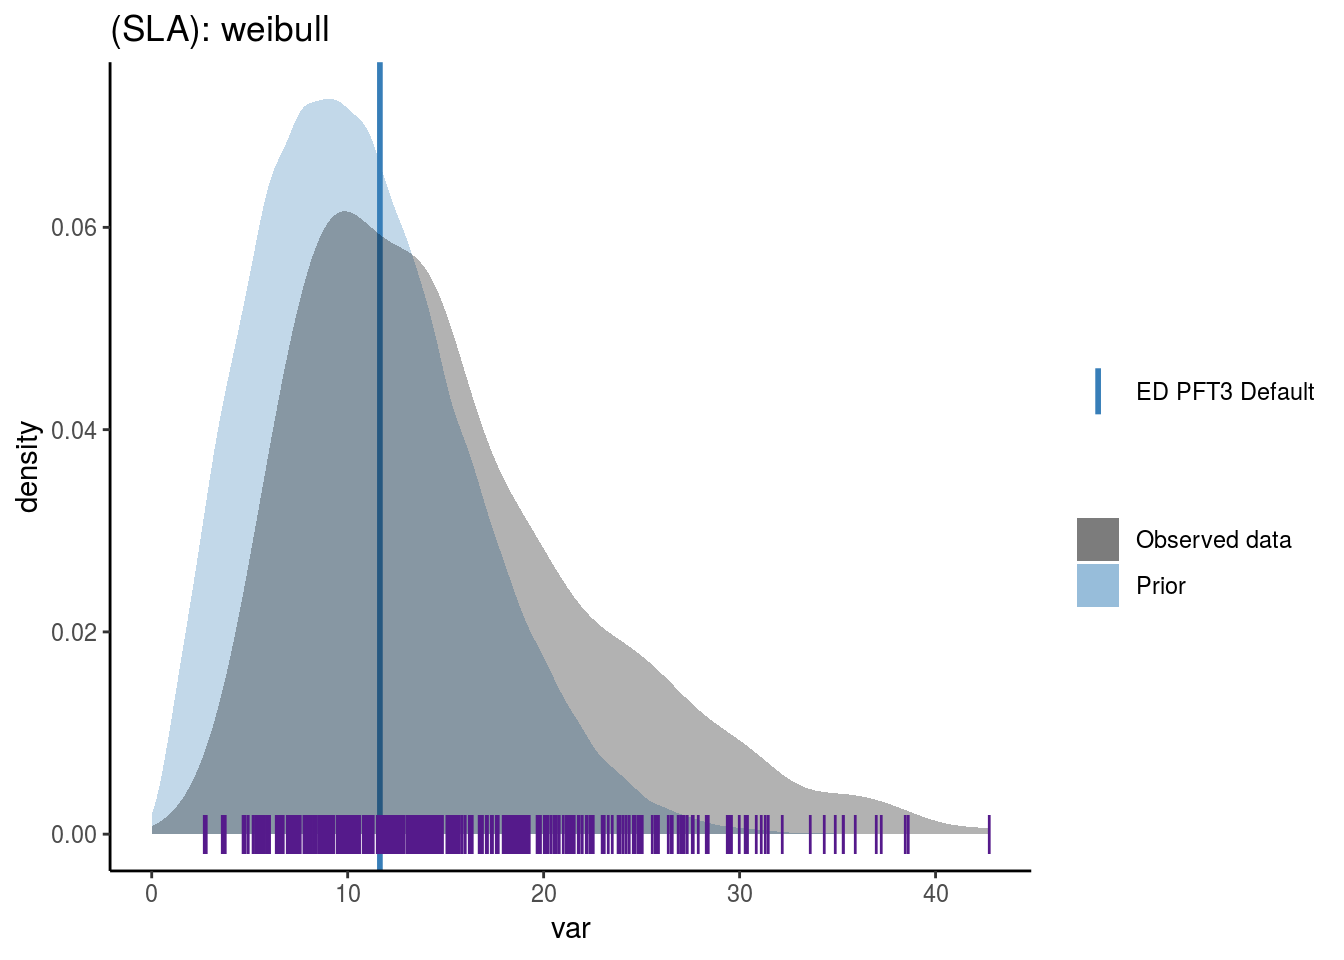 (SLA): weibull
density
0.06
0.04
0.02
0.00
0
10
20
30
40
var
ED PFT3 Default
Observed data
Prior